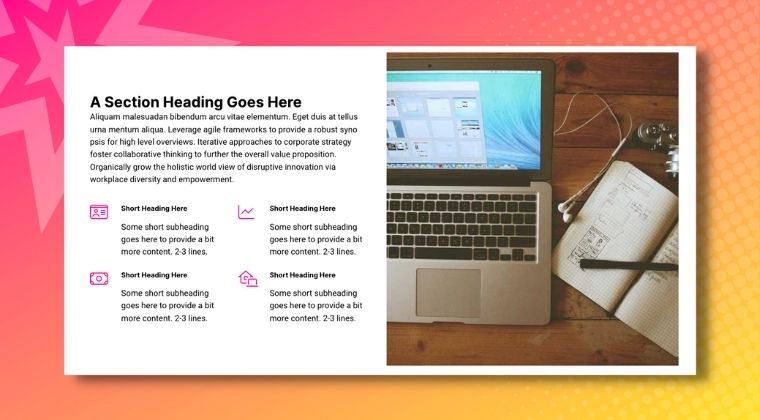 A Section Heading Goes Here
Aliquam malesuadan bibendum arcu vitae elementum. Eget duis at tellus
urna mentum aliqua. Leverage agile frameworks to provide a robust syno
psis for high level overviews. Iterative approaches to corporate strategy
foster collaborative thinking to further the overall value proposition.
Organically grow the holistic world view of disruptive innovation via
workplace diversity and empowerment.
Short Heading Here
Some short subheading
goes here to provide a bit
more content. 2-3 lines.
Short Heading Here
Some short subheading
goes here to provide a bit
more content. 2-3 lines.
Short Heading Here
Some short subheading
goes here to provide a bit
more content. 2-3 lines.
Short Heading Here
Some short subheading
goes here to provide a bit
more content. 2-3 lines.